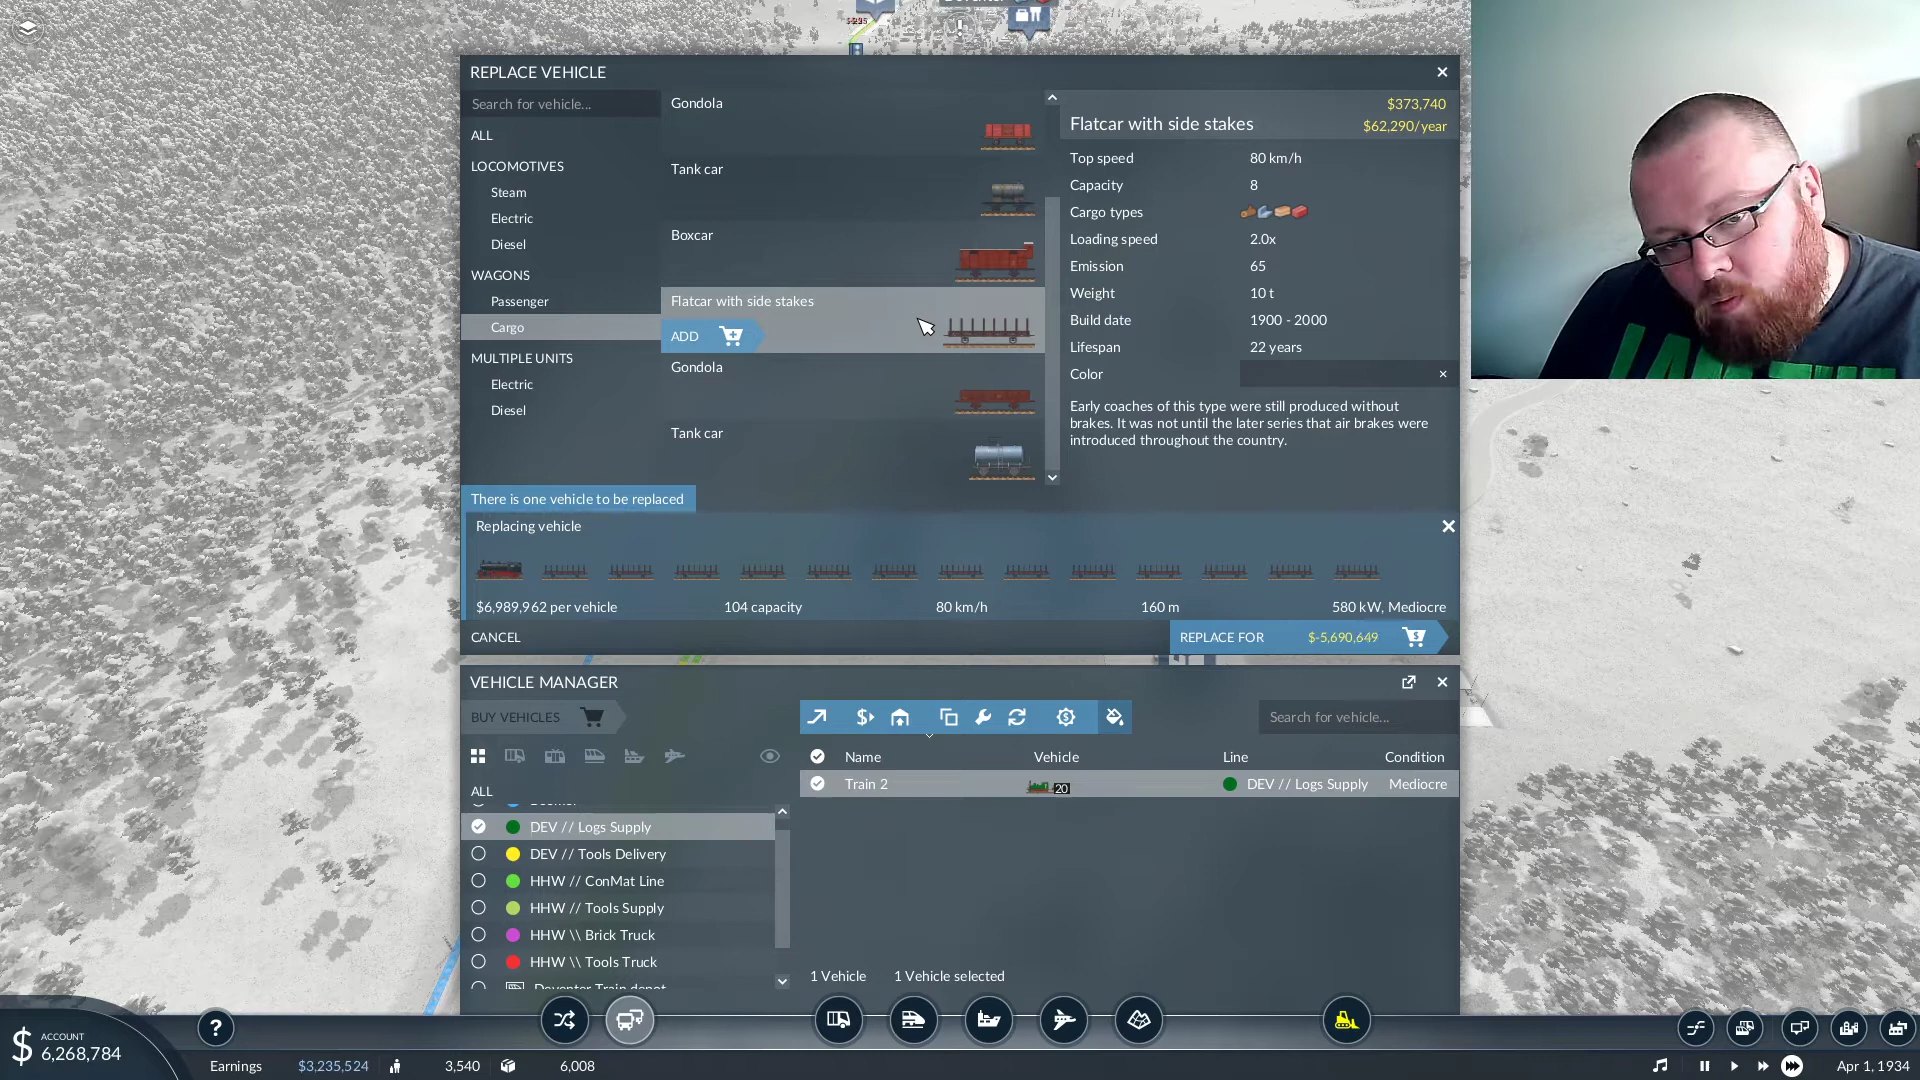 REPLACE VEHICLE
Search for vehicle...
ALL
LOCOMOTIVES
Steam
Electric
Diesel
WAGONS
Passenger
Cargo
MULTIPLE UNITS
Electric
Diesel
Gondola
Tank car
Boxcar
Flatcar with side stakes
ADD
Gondola
Tank car
$373,740
Flatcar with side stakes
$62,290/year
Top speed 80 km/h
Capacity 8
Cargo types
Loading speed 2.0x
Emission 65
Weight 10 t
Build date 1900 - 2000
Lifespan 22 years
Color
Early coaches of this type were still produced without
brakes. It was not until the later series that air brakes were
introduced throughout the country.
There is one vehicle to be replaced
Replacing vehicle
$6,989,962 per vehicle 104 capacity 80 km/h 160 m 580 kW, Mediocre
CANCEL
REPLACE FOR $-5,690,649
VEHICLE MANAGER
BUY VEHICLES
Search for vehicle...
ALL
DEV // Logs Supply
DEV // Tools Delivery
HHW // ConMat Line
HHW // Tools Supply
HHW \\ Brick Truck
HHW \\ Tools Truck
Deventer Train depot
Name Vehicle Line Condition
Train 2 20 DEV // Logs Supply Mediocre
1 Vehicle 1 Vehicle selected
?
$ ACCOUNT
6,268,784
Earnings $3,235,524 3,540 6,008
Apr 1, 1934